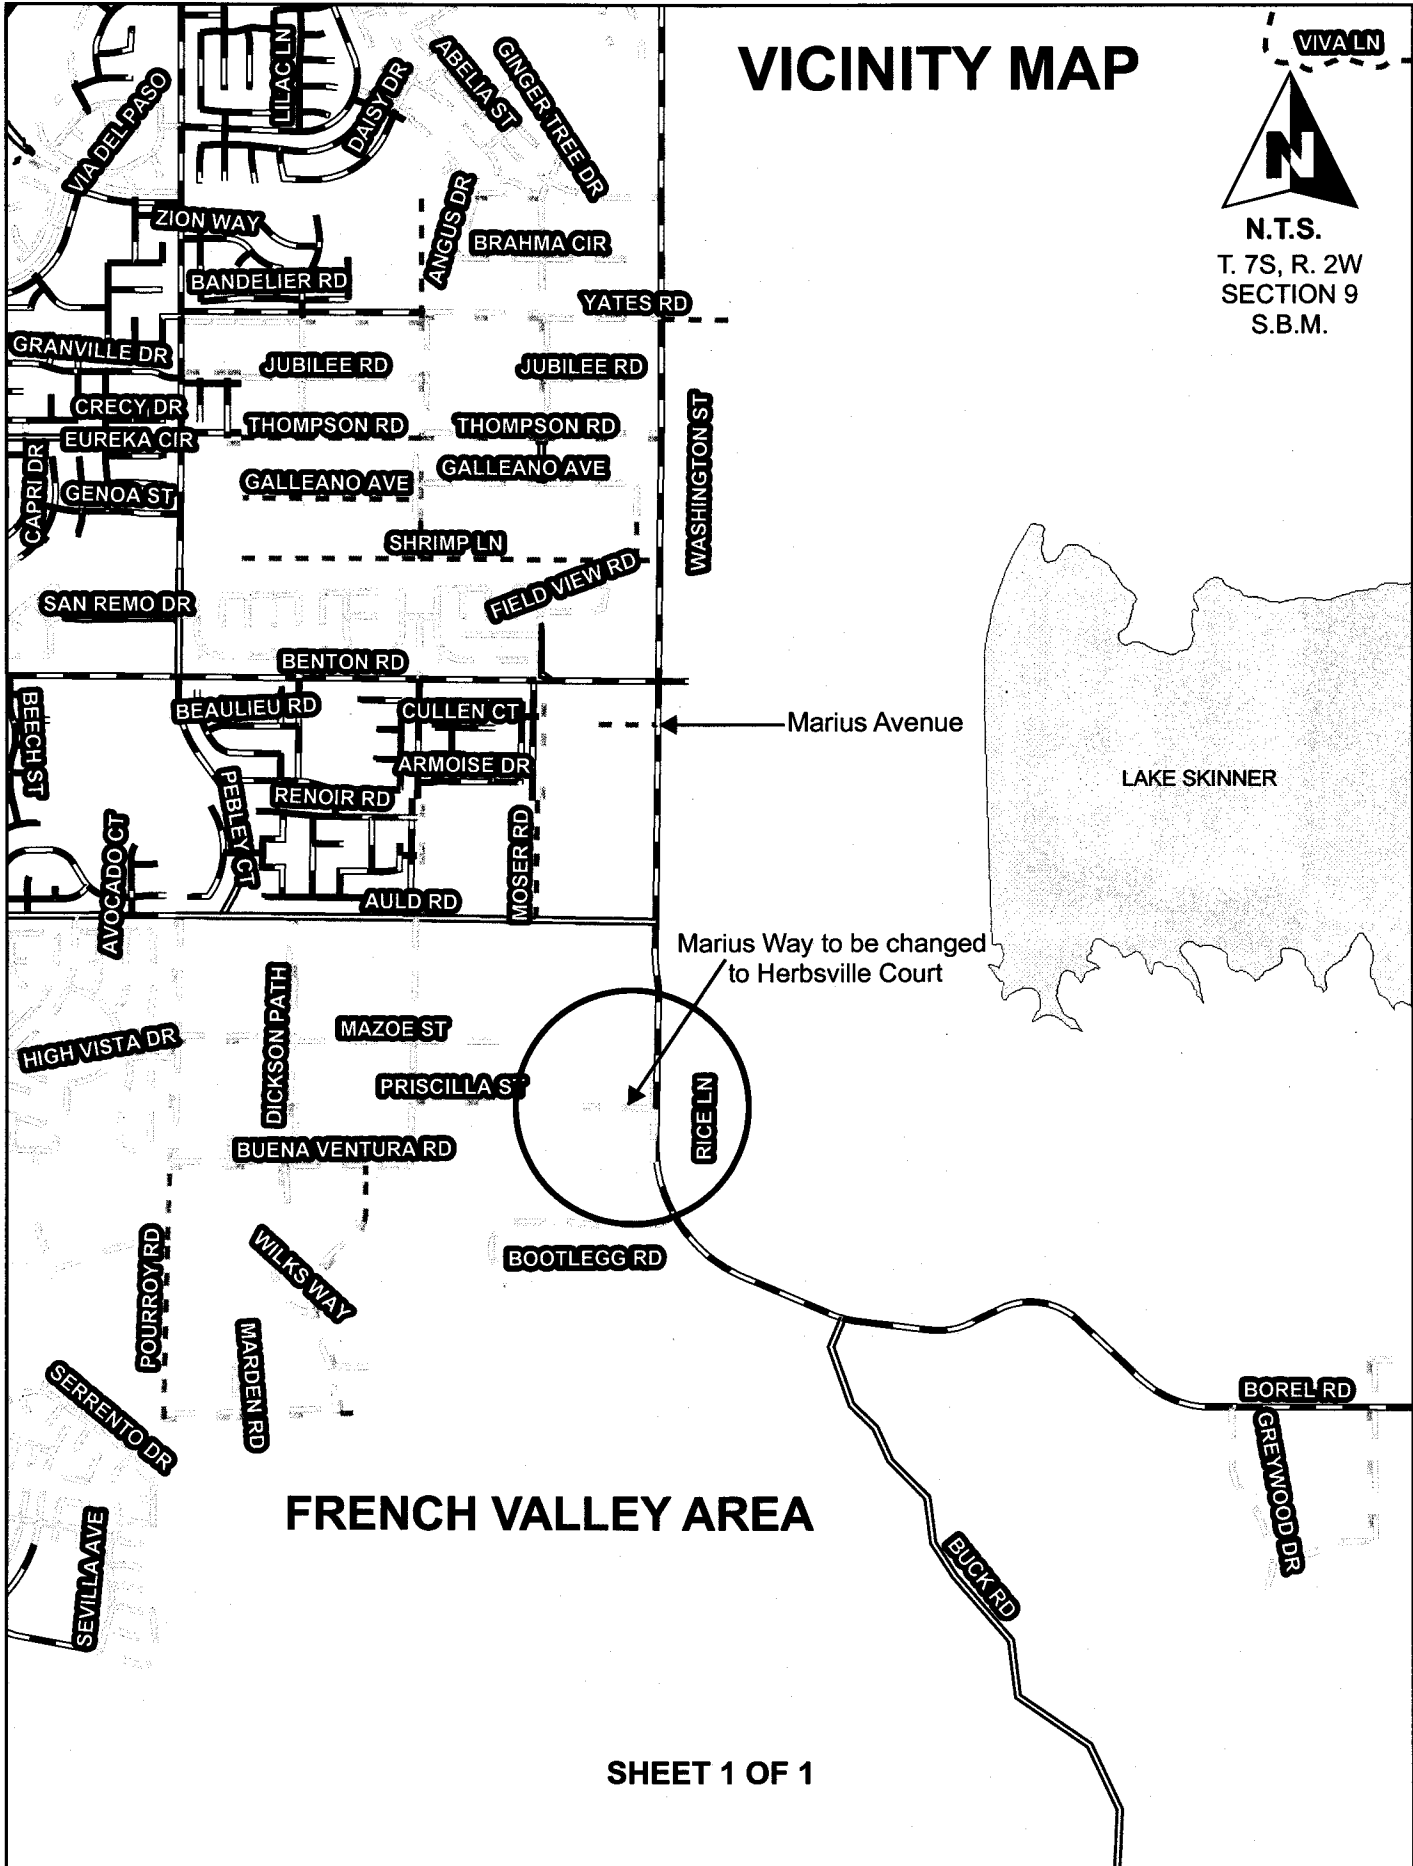 VICINITY MAP
VIVA LN
N
N.T.S.
T. 7S, R. 2W
SECTION 9
S.B.M.
LILAC LN
DAISY DR
ABELIA ST
GINGER TREE DR
VIA DEL PASO
ZION WAY
ANGUS DR
BRAHMA CIR
BANDELIER RD
YATES RD
GRANVILLE DR
JUBILEE RD
JUBILEE RD
CRECY DR
THOMPSON RD
THOMPSON RD
WASHINGTON ST
EUREKA CIR
CAPRI DR
GENOA ST
GALLEANO AVE
GALLEANO AVE
SHRIMP LN
SAN REMO DR
FIELD VIEW RD
BENTON RD
BEECH ST
BEAULIEU RD
CULLEN CT
Marius Avenue
ARMOISE DR
LAKE SKINNER
PEBLEY CT
RENOIR RD
AVOCADO CT
MOSER RD
AULD RD
Marius Way to be changed
to Herbsville Court
HIGH VISTA DR
DICKSON PATH
MAZOE ST
PRISCILLA ST
RICE LN
BUENA VENTURA RD
POURROY RD
WILKS WAY
BOOTLEGG RD
MARDEN RD
SERRENTO DR
BOREL RD
GREYWOOD DR
FRENCH VALLEY AREA
SEVILLA AVE
BUCK RD
SHEET 1 OF 1